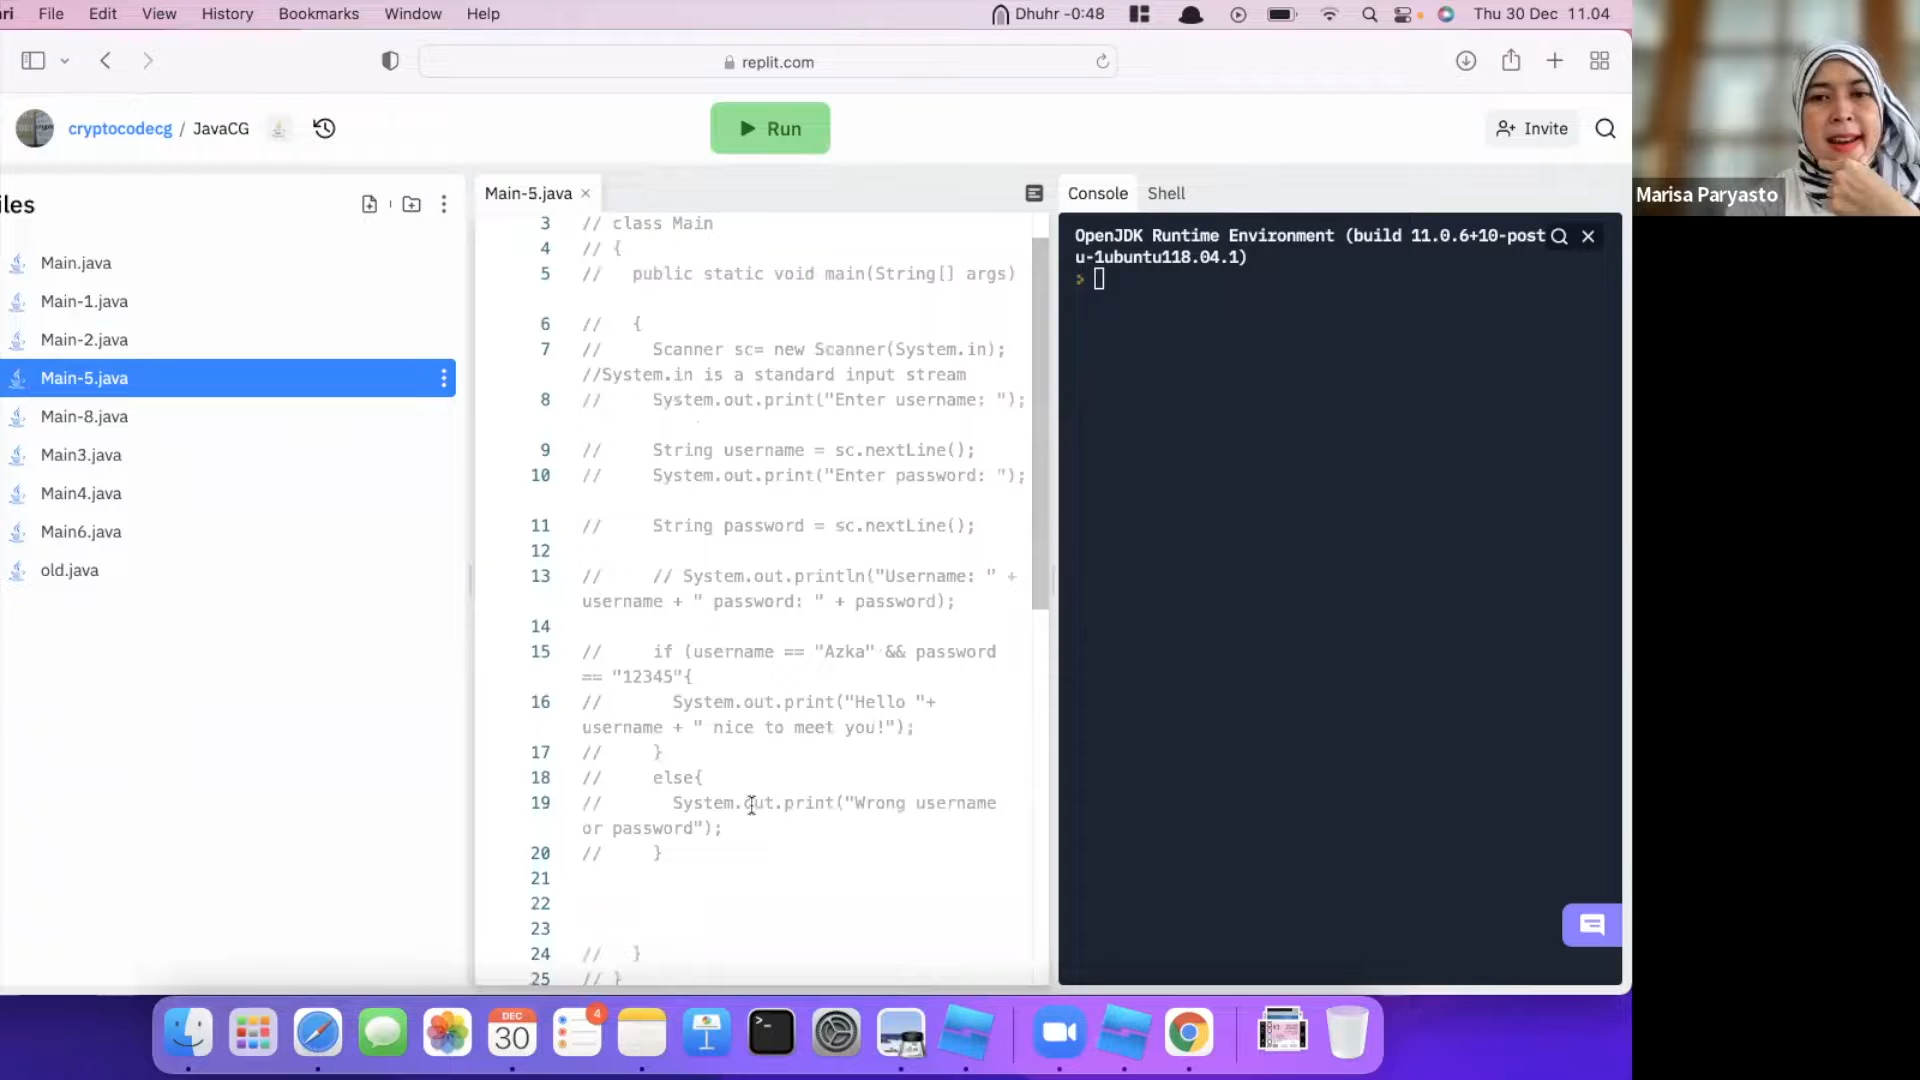 ri File Edit View History Bookmarks Window Help Dhuhr -0:48 Thu 30 Dec 11.04
replit.com
cryptocodecg / JavaCG Run Invite
iles
Main.java
Main-1.java
Main-2.java
Main-5.java
Main-8.java
Main3.java
Main4.java
Main6.java
old.java
Main-5.java
3 // class Main
4 // {
5 // public static void main(String[] args)
6 // {
7 // Scanner sc= new Scanner(System.in);
//System.in is a standard input stream
8 // System.out.print("Enter username: ");
9 // String username = sc.nextLine();
10 // System.out.print("Enter password: ");
11 // String password = sc.nextLine();
12
13 // // System.out.println("Username: " +
username + " password: " + password);
14
15 // if (username == "Azka" && password
== "12345"{
16 // System.out.print("Hello "+
username + " nice to meet you!");
17 // }
18 // else{
19 // System.out.print("Wrong username
or password");
20 // }
21
22
23
24 // }
25 // }
Console Shell
OpenJDK Runtime Environment (build 11.0.6+10-post
u-1ubuntu118.04.1)
>
Marisa Paryasto
4
DEC
30
>_